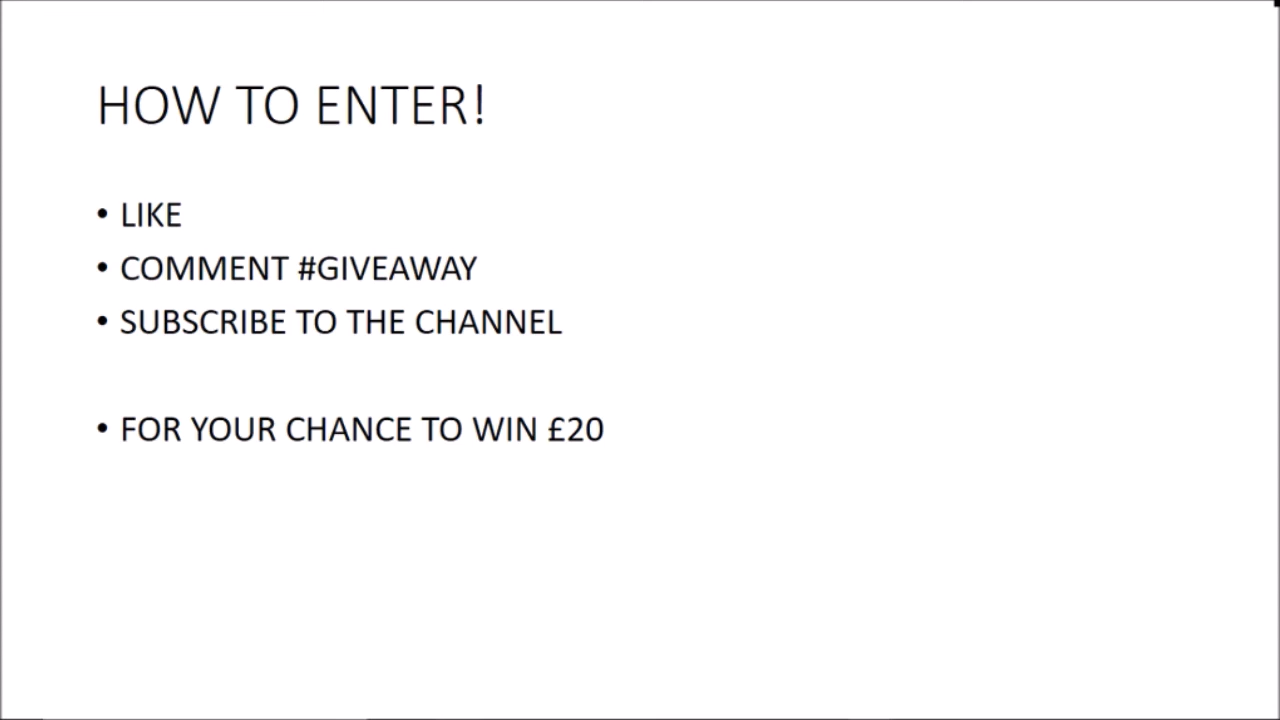 HOW TO ENTER!
• LIKE
• COMMENT #GIVEAWAY
• SUBSCRIBE TO THE CHANNEL
• FOR YOUR CHANCE TO WIN £20